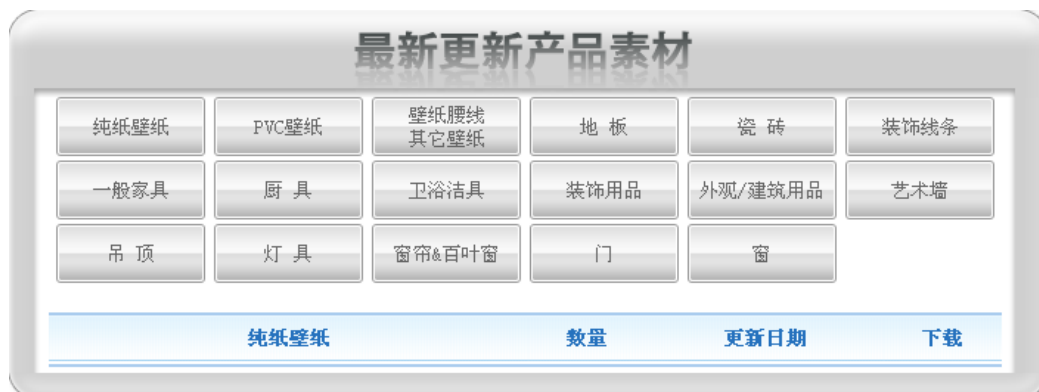 最新更新产品素材
纯纸壁纸
PVC壁纸
壁纸腰线
其它壁纸
地 板
瓷 砖
装饰线条
一般家具
厨 具
卫浴洁具
装饰用品
外观/建筑用品
艺术墙
吊 顶
灯 具
窗帘&百叶窗
门
窗
纯纸壁纸 数量 更新日期 下载